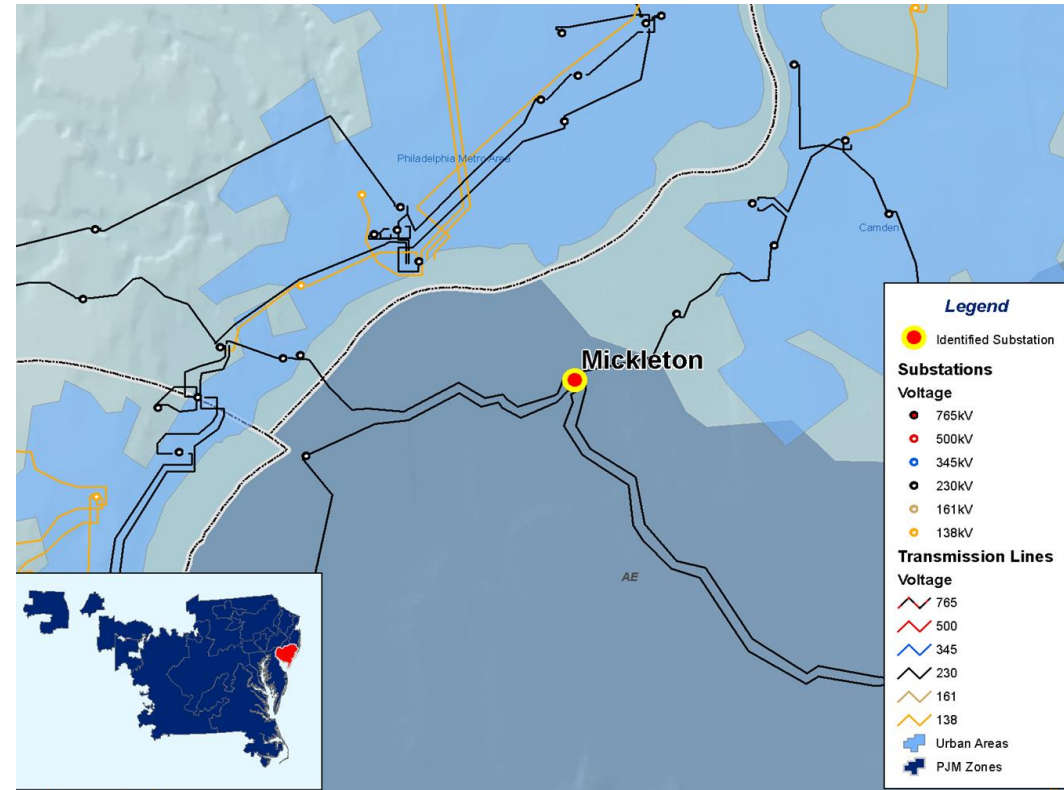 Philadelphia Metro Area
Camden
Mickleton
AE
Legend
Identified Substation
Substations
Voltage
765kV
500kV
345kV
230kV
161kV
138kV
Transmission Lines
Voltage
765
500
345
230
161
138
Urban Areas
PJM Zones